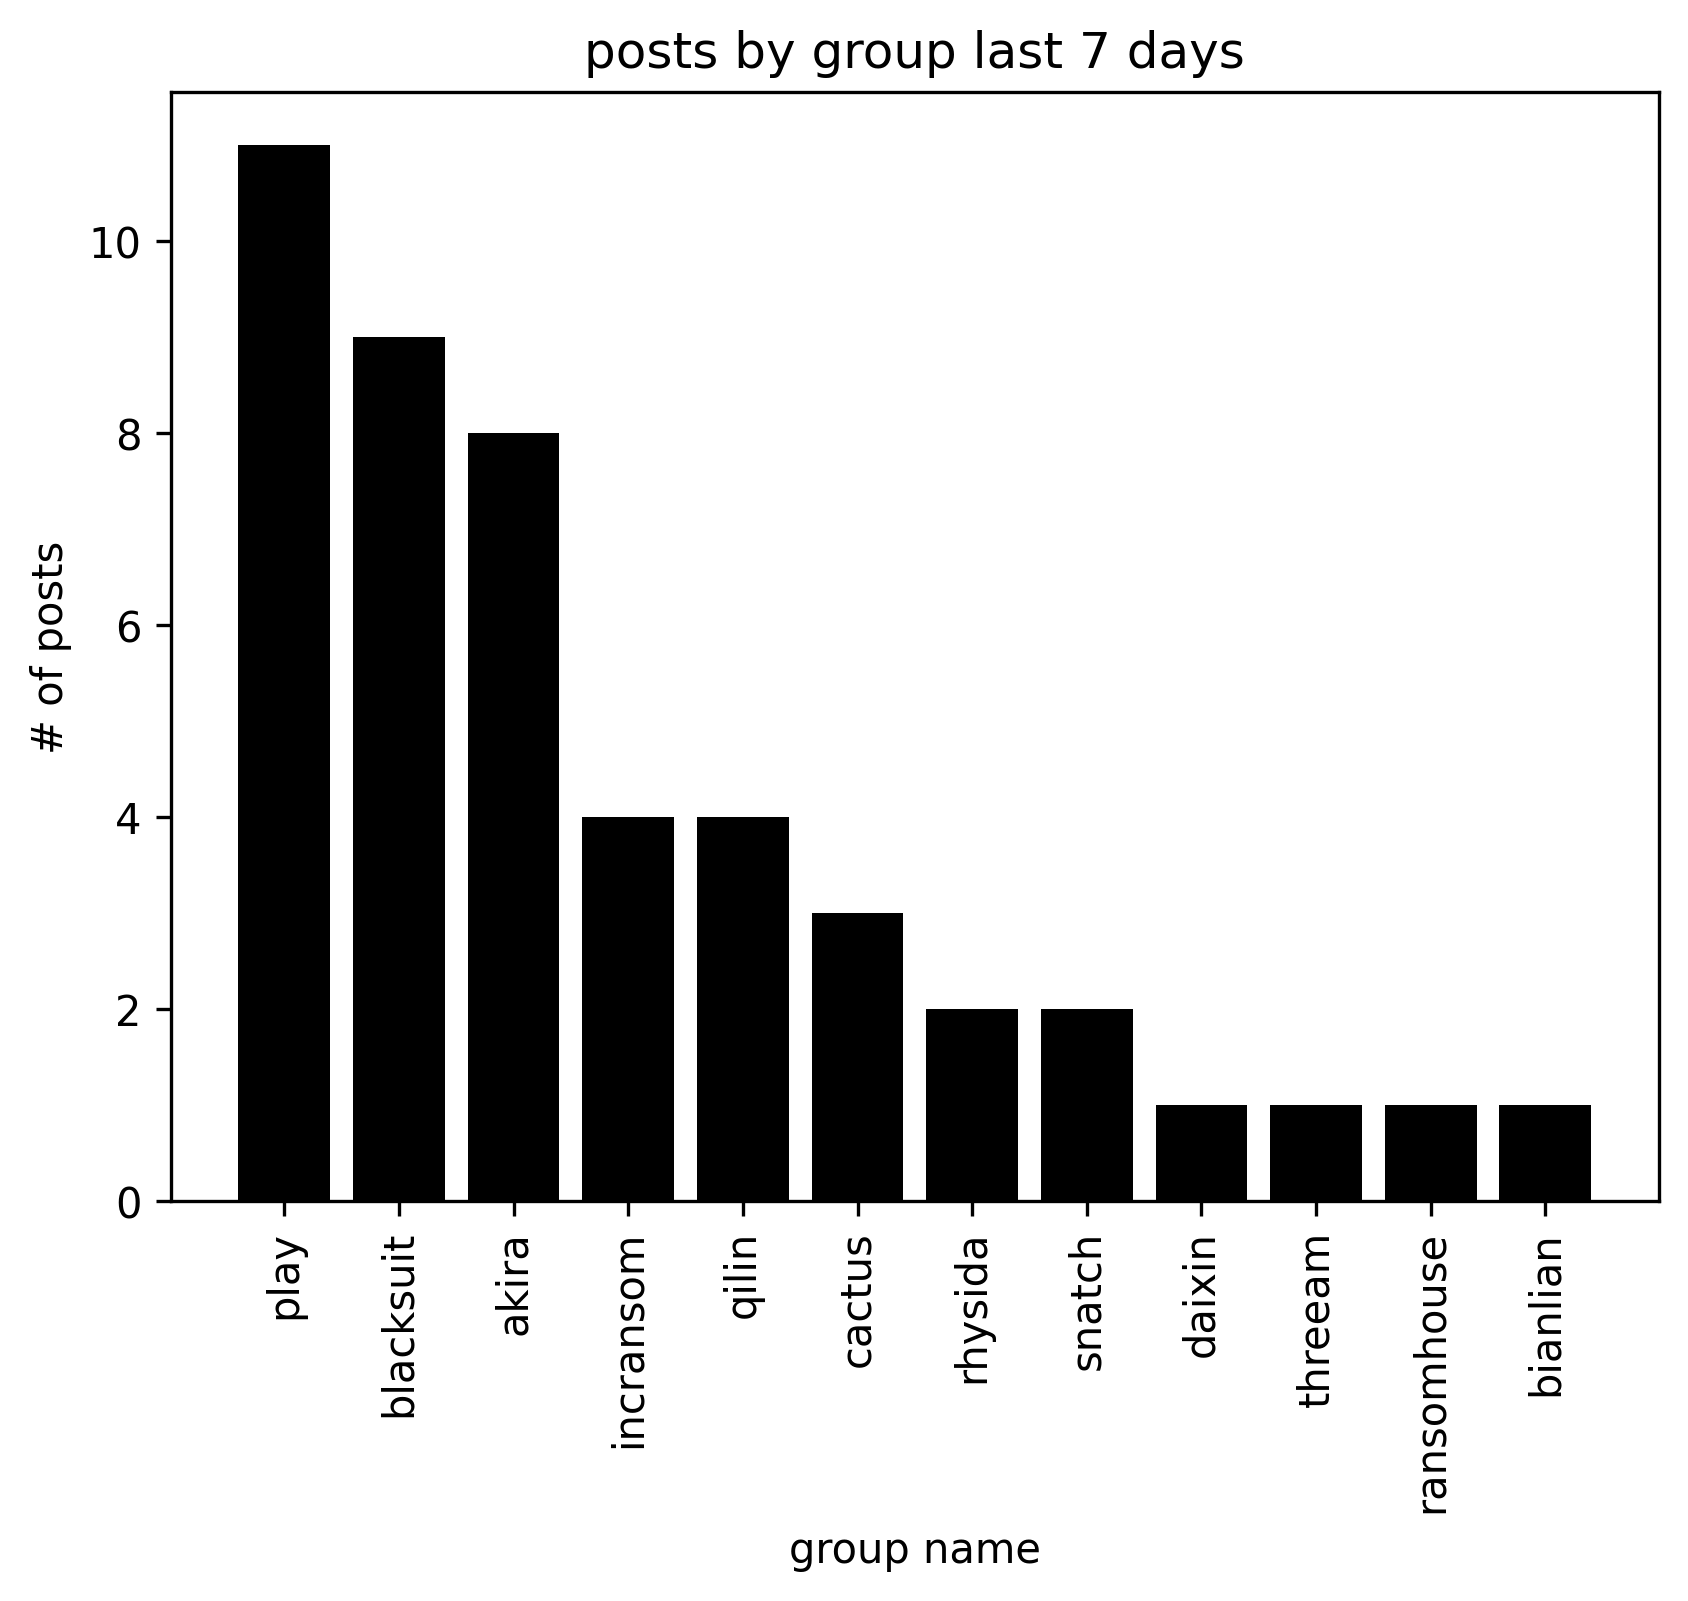 posts by group last 7 days
# of posts
10
8
6
4
2
0
play
blacksuit
akira
incransom
qilin
cactus
rhysida
snatch
daixin
threeam
ransomhouse
bianlian
group name